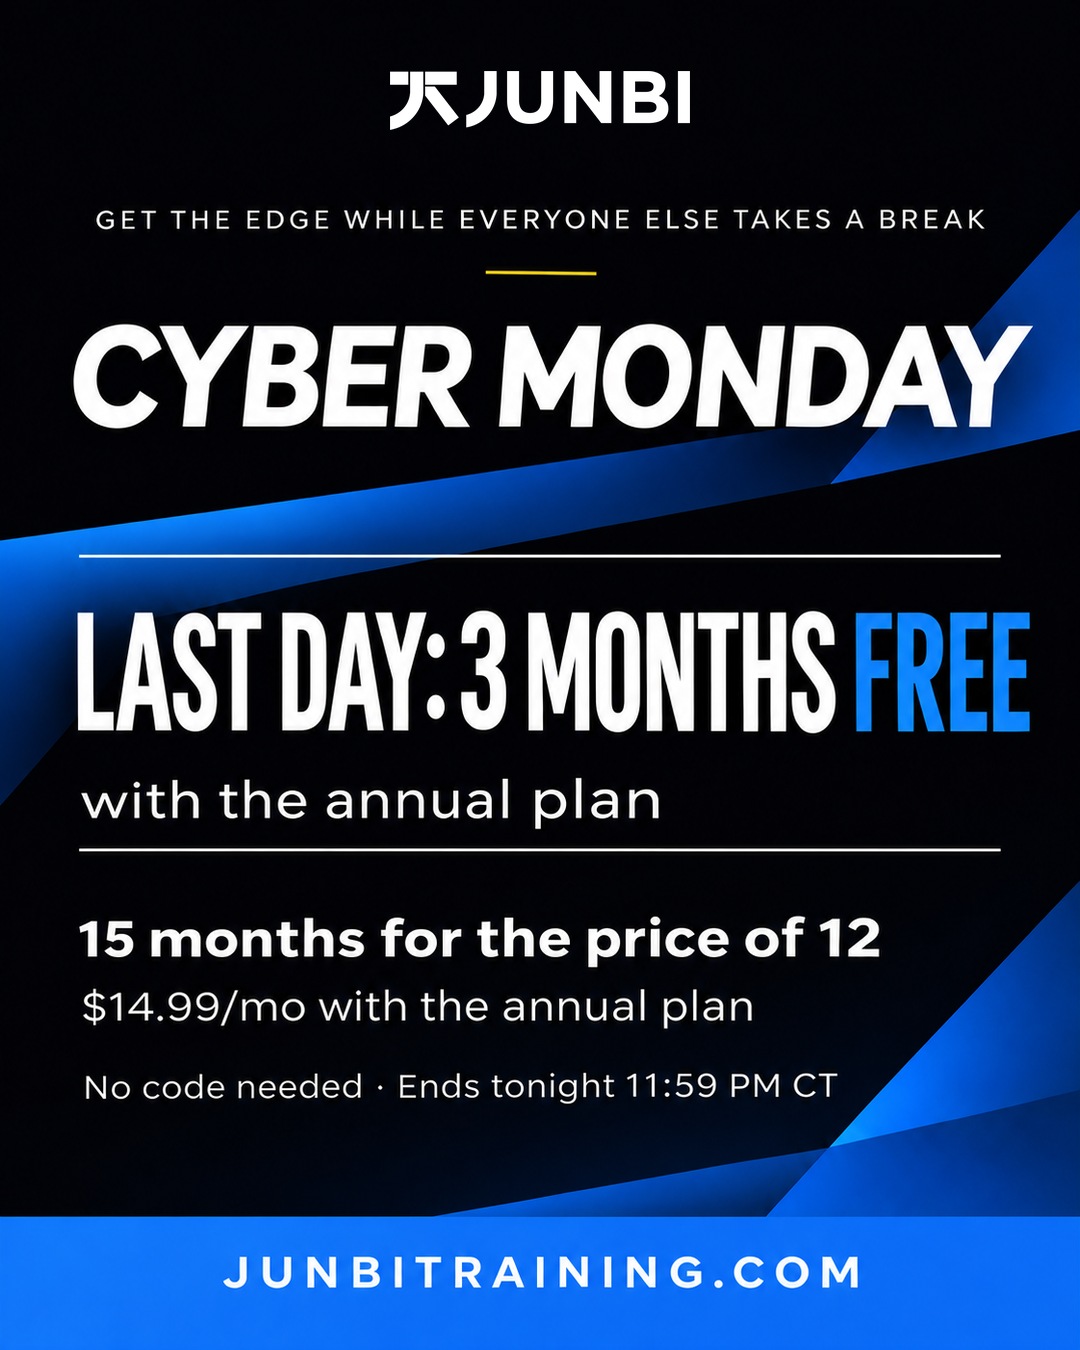 JUNBI
GET THE EDGE WHILE EVERYONE ELSE TAKES A BREAK
CYBER MONDAY
LAST DAY: 3 MONTHS FREE
with the annual plan
15 months for the price of 12
$14.99/mo with the annual plan
No code needed · Ends tonight 11:59 PM CT
JUNBITRAINING.COM